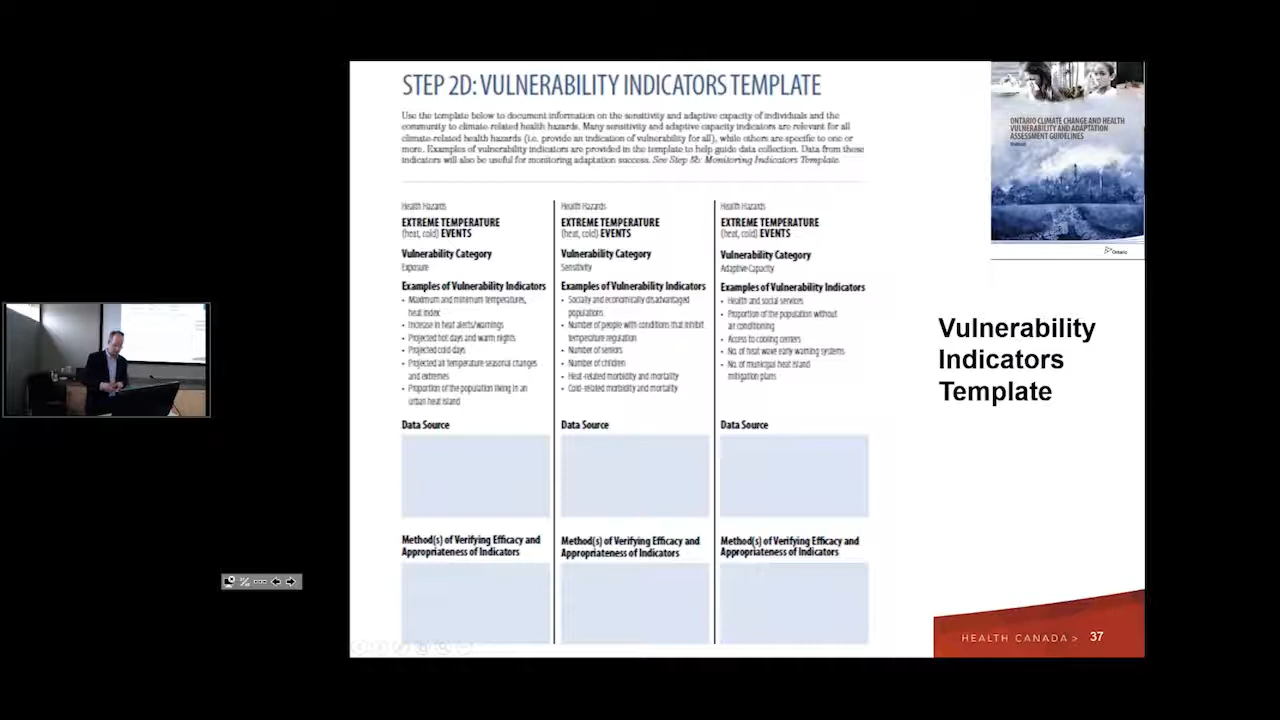 STEP 2D: VULNERABILITY INDICATORS TEMPLATE
Use the template below to document information on the sensitivity and adaptive capacity of individuals and the
community to climate-related health hazards. Many sensitivity and adaptive capacity indicators are relevant for all
climate-related health hazards (i.e. provide an indication of vulnerability for all), while others are specific to one or
more. Examples of vulnerability indicators are provided in the template to help guide data collection. Data from these
indicators will also be useful for monitoring adaptation success. See Step 5b: Monitoring Indicators Template.
Health Hazards
EXTREME TEMPERATURE
(heat, cold) EVENTS
Vulnerability Category
Exposure
Examples of Vulnerability Indicators
• Maximum and minimum temperatures,
heat index
• Increase in heat alerts/warnings
• Projected hot days and warm nights
• Projected cold days
• Projected air temperature seasonal changes
and extremes
• Proportion of the population living in an
urban heat island
Data Source
Method(s) of Verifying Efficacy and
Appropriateness of Indicators
Health Hazards
EXTREME TEMPERATURE
(heat, cold) EVENTS
Vulnerability Category
Sensitivity
Examples of Vulnerability Indicators
• Socially and economically disadvantaged
populations
• Number of people with conditions that inhibit
temperature regulation
• Number of seniors
• Number of children
• Heat-related morbidity and mortality
• Cold-related morbidity and mortality
Data Source
Method(s) of Verifying Efficacy and
Appropriateness of Indicators
Health Hazards
EXTREME TEMPERATURE
(heat, cold) EVENTS
Vulnerability Category
Adaptive Capacity
Examples of Vulnerability Indicators
• Health and social services
• Proportion of the population without
air conditioning
• Access to cooling centers
• No. of heat wave early warning systems
• No. of municipal heat island
mitigation plans
Data Source
Method(s) of Verifying Efficacy and
Appropriateness of Indicators
ONTARIO CLIMATE CHANGE AND HEALTH
VULNERABILITY AND ADAPTATION
ASSESSMENT GUIDELINES
Ontario
Vulnerability
Indicators
Template
HEALTH CANADA > 37